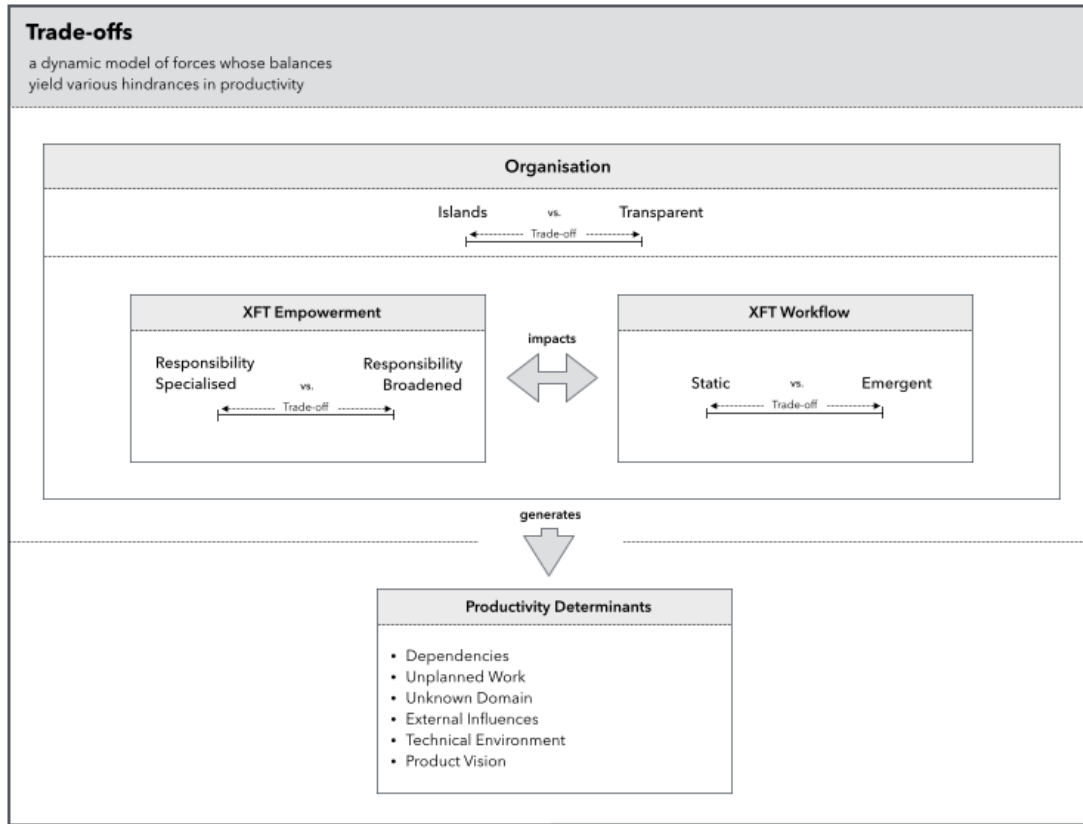 Trade-offs
a dynamic model of forces whose balances
yield various hindrances in productivity
Organisation
Islands vs. Transparent
Trade-off
XFT Empowerment
Responsibility Responsibility
Specialised vs. Broadened
Trade-off
impacts
XFT Workflow
Static vs. Emergent
Trade-off
generates
Productivity Determinants
• Dependencies
• Unplanned Work
• Unknown Domain
• External Influences
• Technical Environment
• Product Vision